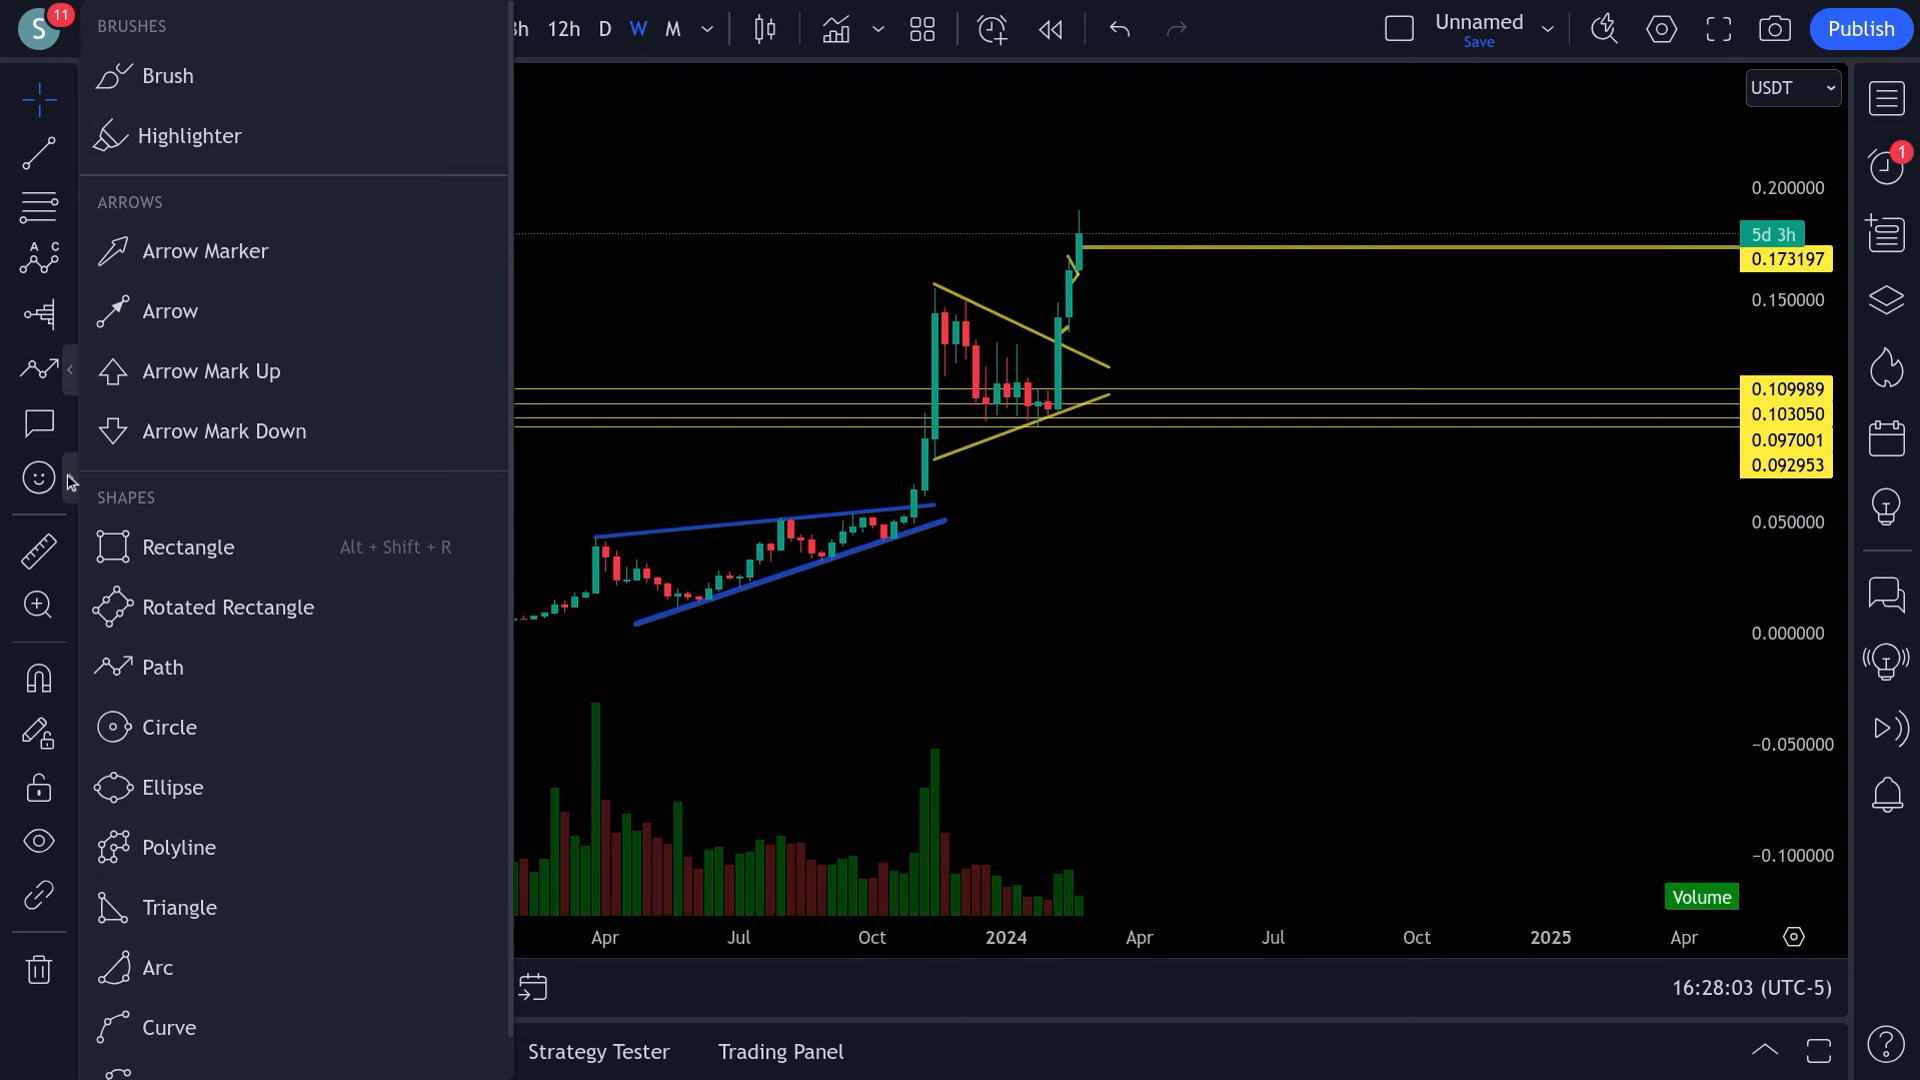 S
11
BRUSHES
Brush
Highlighter
ARROWS
Arrow Marker
Arrow
Arrow Mark Up
Arrow Mark Down
SHAPES
Rectangle
Alt + Shift + R
Rotated Rectangle
Path
Circle
Ellipse
Polyline
Triangle
Arc
Curve
A C
h
12h
D
W
M
Unnamed
Save
Publish
USDT
1
0.200000
5d 3h
0.173197
0.150000
0.109989
0.103050
0.097001
0.092953
0.050000
0.000000
−0.050000
−0.100000
Volume
Apr
Jul
Oct
2024
Apr
Jul
Oct
2025
Apr
16:28:03 (UTC-5)
Strategy Tester
Trading Panel